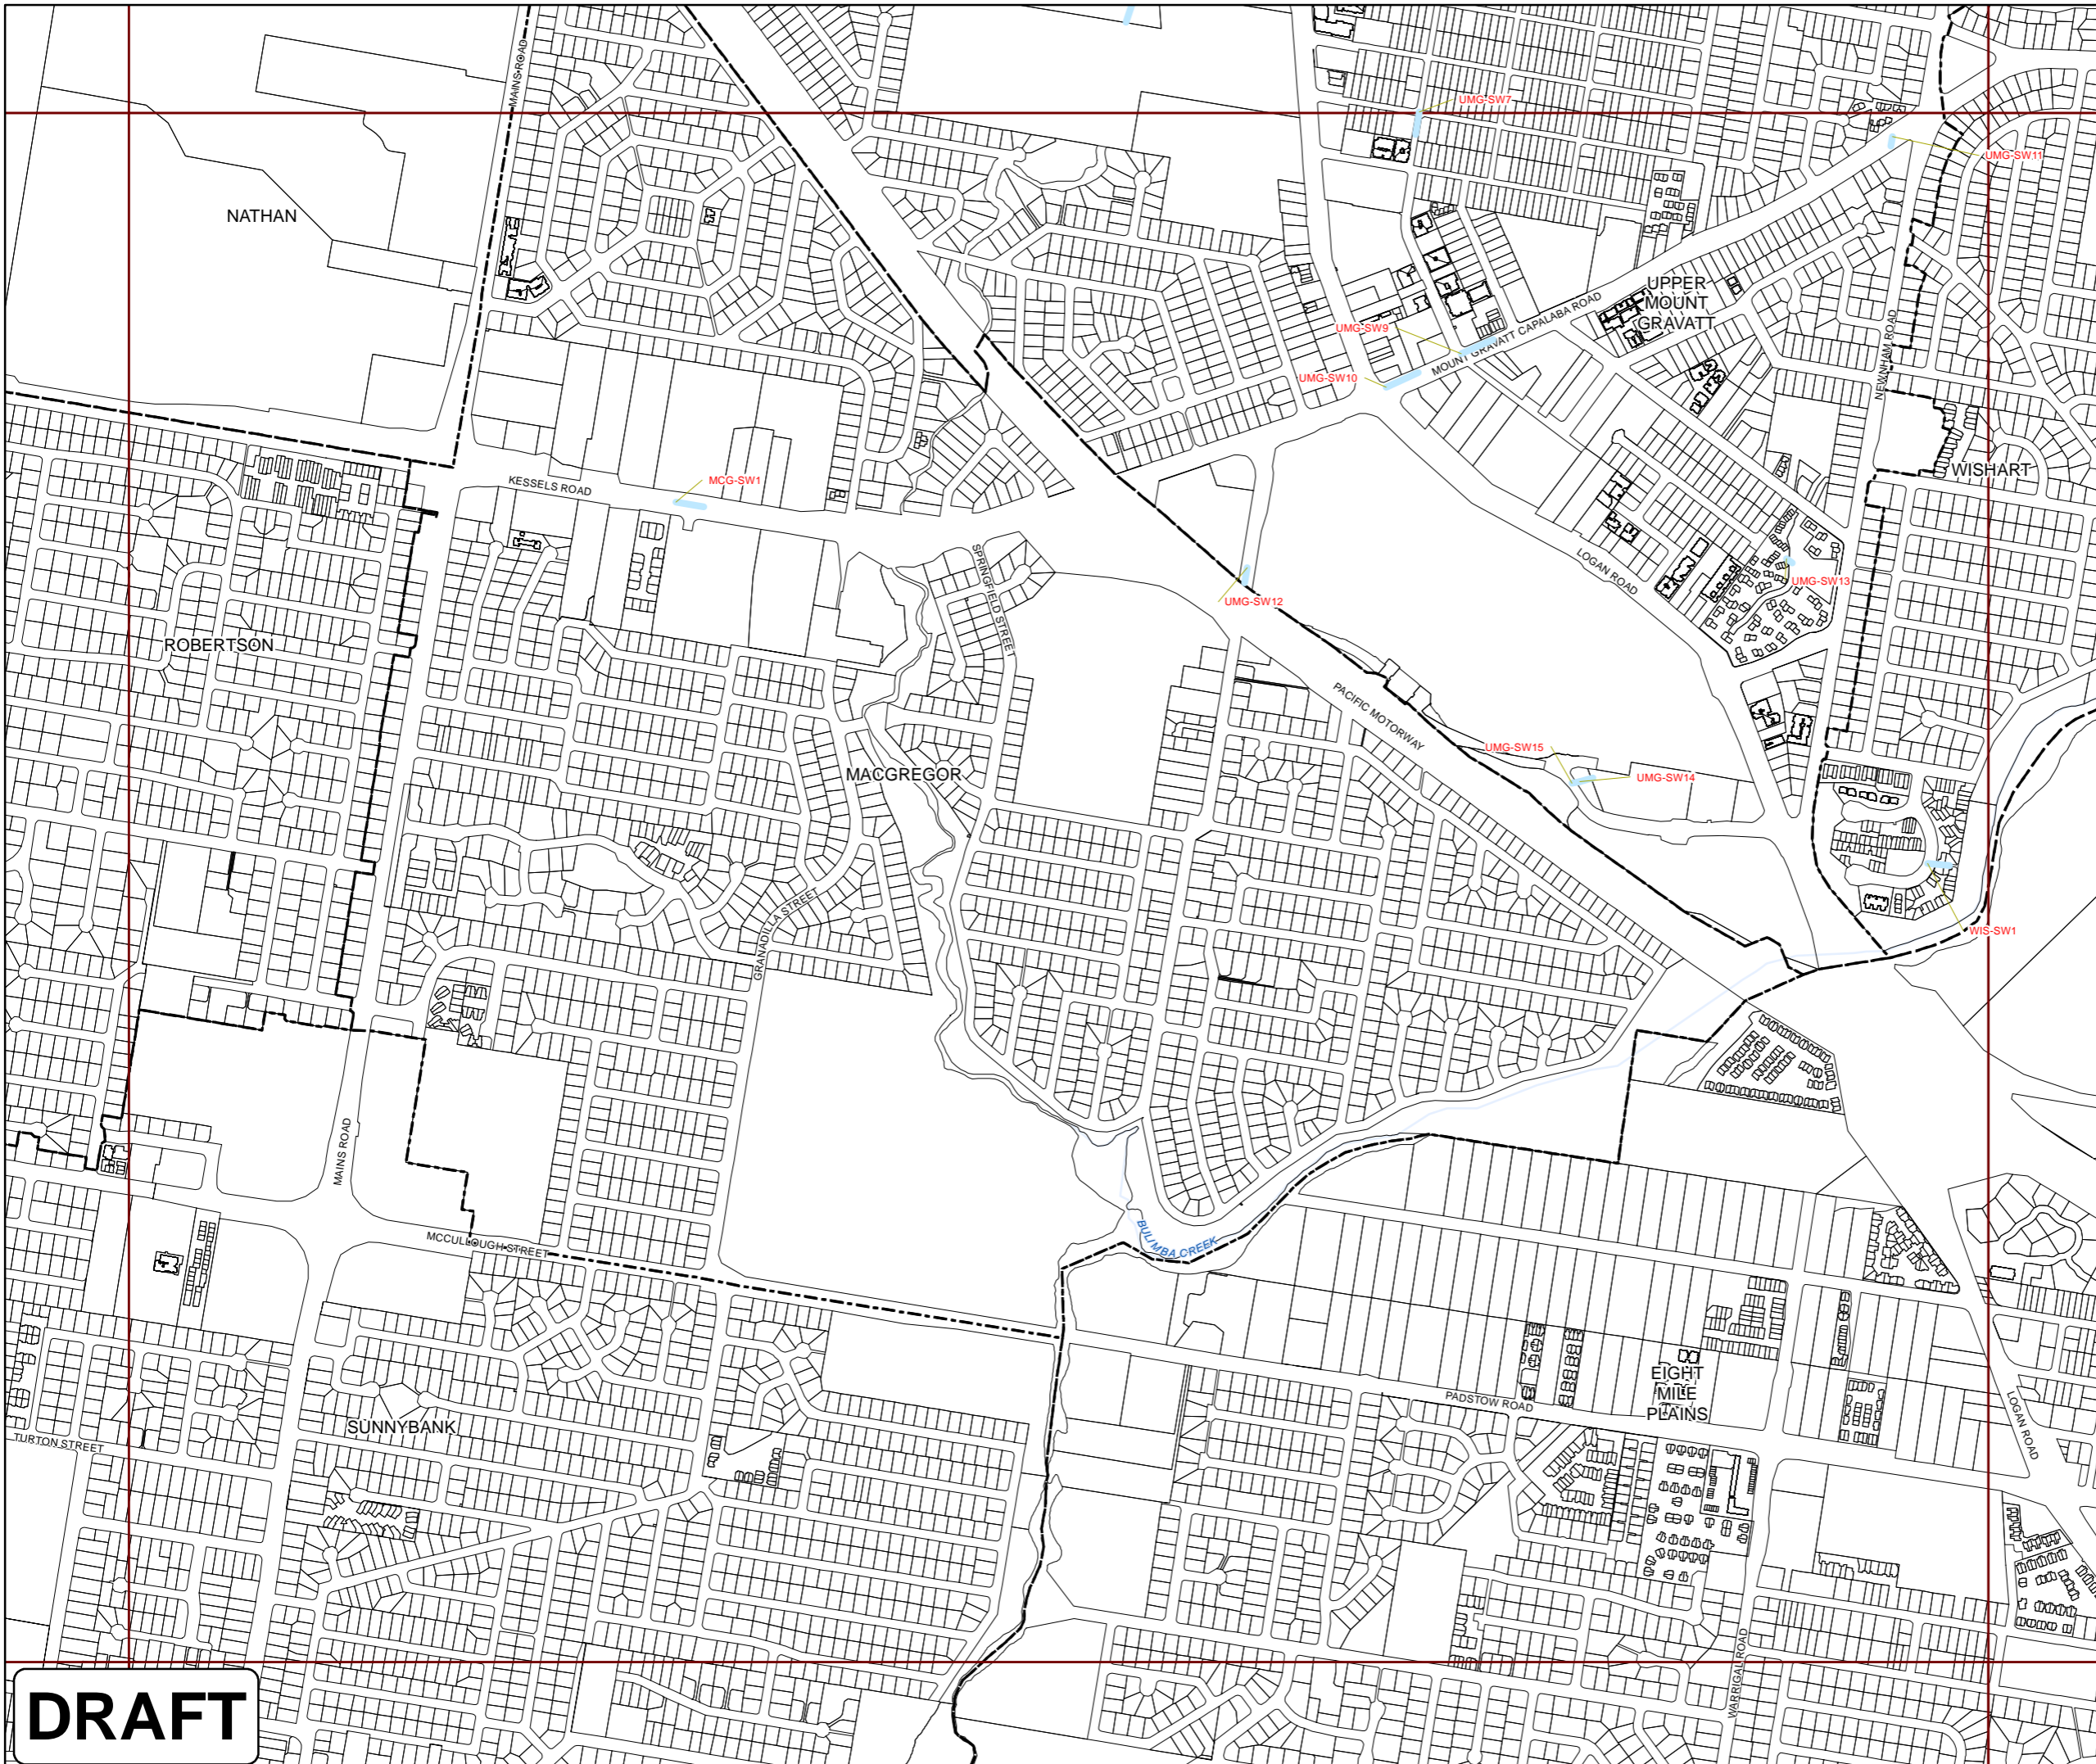 MAINS ROAD
UMG-SW7
UMG-SW11
NATHAN
UPPER
MOUNT
GRAVATT
MOUNT GRAVATT CAPALABA ROAD
UMG-SW9
UMG-SW10
NEWNHAM ROAD
WISHART
MCG-SW1
KESSELS ROAD
SPRINGFIELD STREET
LOGAN ROAD
UMG-SW13
UMG-SW12
ROBERTSON
PACIFIC MOTORWAY
UMG-SW15
UMG-SW14
MACGREGOR
GRANADILLA STREET
WIS-SW1
MAINS ROAD
MCCULLOUGH STREET
BULIMBA CREEK
EIGHT
MILE
PLAINS
PADSTOW ROAD
LOGAN ROAD
SUNNYBANK
TURTON STREET
WARRIGAL ROAD
DRAFT